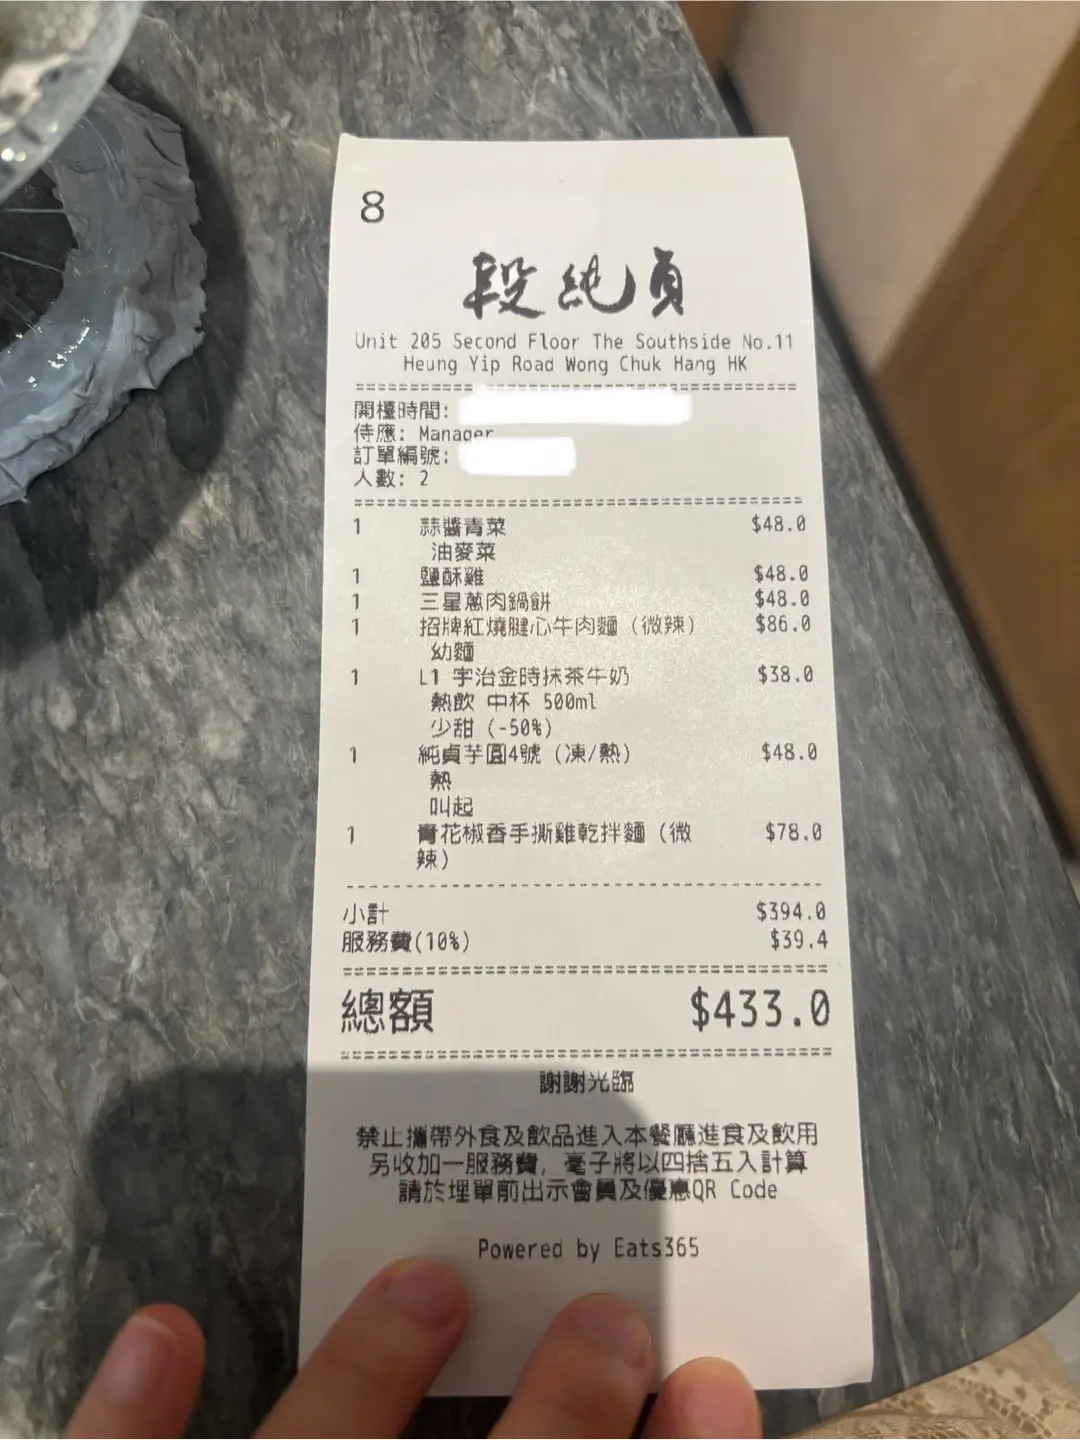 8
段純貞
Unit 205 Second Floor The Southside No.11
Heung Yip Road Wong Chuk Hang HK
開檯時間:
侍應: Manager
訂單編號:
人數: 2
1 蒜醬青菜 $48.0
油麥菜
1 鹽酥雞 $48.0
1 三星蔥肉鍋餅 $48.0
1 招牌紅燒腱心牛肉麵（微辣） $86.0
幼麵
1 L1 宇治金時抹茶牛奶 $38.0
熱飲 中杯 500ml
少甜 (-50%)
1 純貞芋圓4號（凍/熱） $48.0
熱
叫起
1 青花椒香手撕雞乾拌麵（微 $78.0
辣）
小計 $394.0
服務費(10%) $39.4
總額 $433.0
謝謝光臨
禁止攜帶外食及飲品進入本餐廳進食及飲用
另收加一服務費, 毫子將以四捨五入計算
請於埋單前出示會員及優惠QR Code
Powered by Eats365